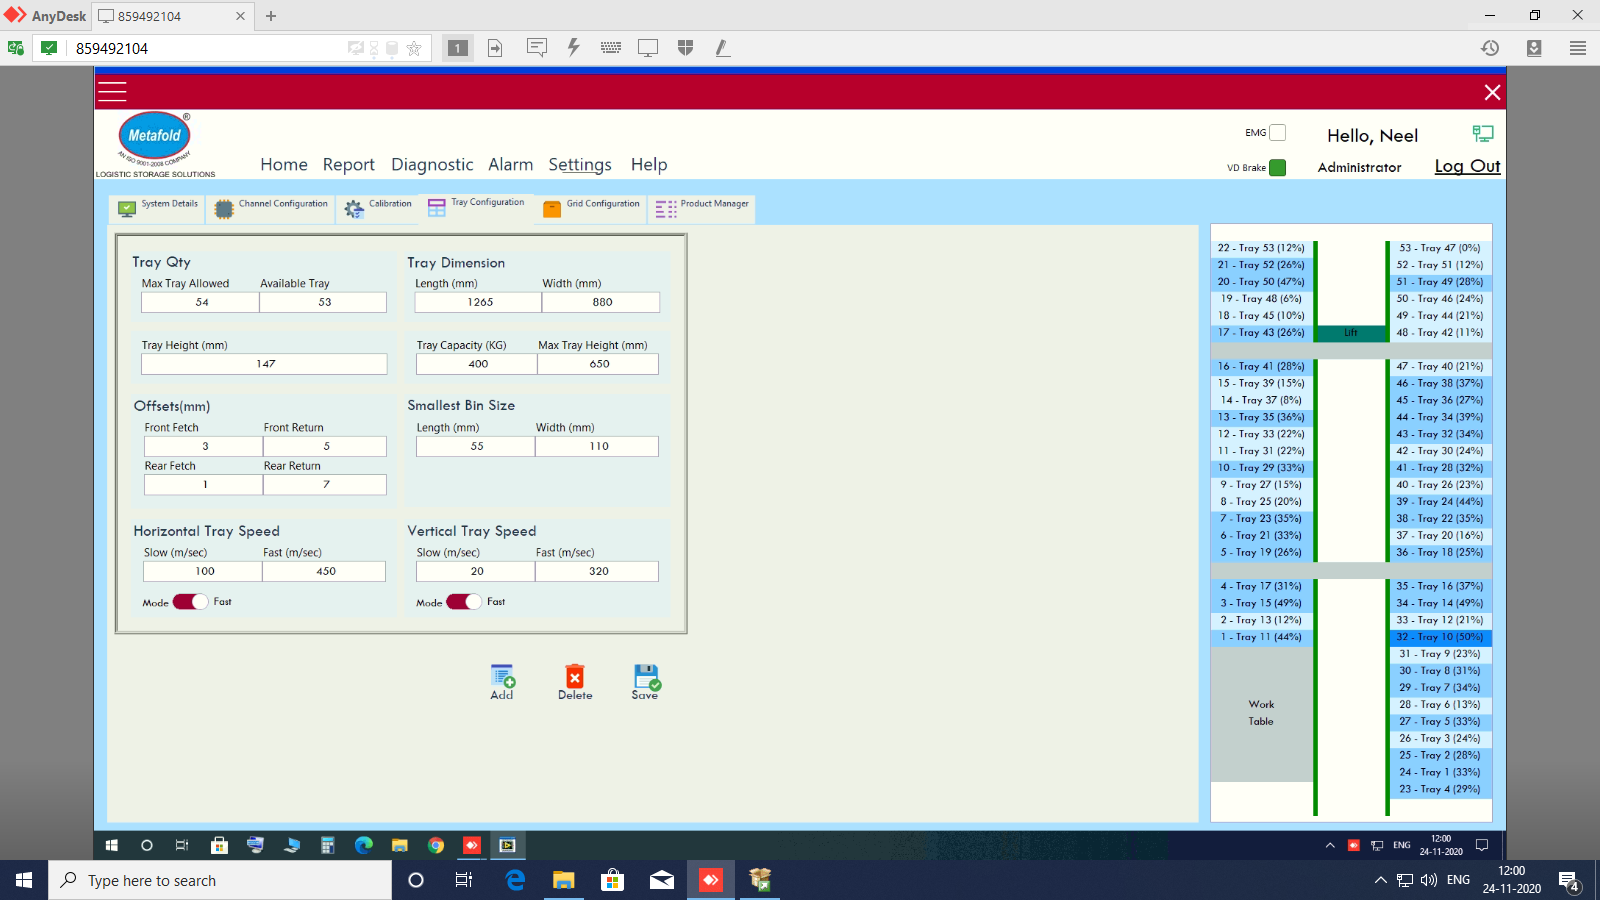 AnyDesk
859492104
859492104
1
Metafold
®
AN ISO 9001-2008 COMPANY
LOGISTIC STORAGE SOLUTIONS
Home Report Diagnostic Alarm Settings Help
EMG
VD Brake
Hello, Neel
Administrator
Log Out
System Details
Channel Configuration
Calibration
Tray Configuration
Grid Configuration
Product Manager
Tray Qty
Max Tray Allowed Available Tray
54 53
Tray Dimension
Length (mm) Width (mm)
1265 880
Tray Height (mm)
147
Tray Capacity (KG) Max Tray Height (mm)
400 650
Offsets(mm)
Front Fetch Front Return
3 5
Rear Fetch Rear Return
1 7
Smallest Bin Size
Length (mm) Width (mm)
55 110
Horizontal Tray Speed
Slow (m/sec) Fast (m/sec)
100 450
Mode Fast
Vertical Tray Speed
Slow (m/sec) Fast (m/sec)
20 320
Mode Fast
Add
Delete
Save
22 - Tray 53 (12%)
21 - Tray 52 (26%)
20 - Tray 50 (47%)
19 - Tray 48 (6%)
18 - Tray 45 (10%)
17 - Tray 43 (26%)
16 - Tray 41 (28%)
15 - Tray 39 (15%)
14 - Tray 37 (8%)
13 - Tray 35 (36%)
12 - Tray 33 (22%)
11 - Tray 31 (22%)
10 - Tray 29 (33%)
9 - Tray 27 (15%)
8 - Tray 25 (20%)
7 - Tray 23 (35%)
6 - Tray 21 (33%)
5 - Tray 19 (26%)
4 - Tray 17 (31%)
3 - Tray 15 (49%)
2 - Tray 13 (12%)
1 - Tray 11 (44%)
Work
Table
Lift
53 - Tray 47 (0%)
52 - Tray 51 (12%)
51 - Tray 49 (28%)
50 - Tray 46 (24%)
49 - Tray 44 (21%)
48 - Tray 42 (11%)
47 - Tray 40 (21%)
46 - Tray 38 (37%)
45 - Tray 36 (27%)
44 - Tray 34 (39%)
43 - Tray 32 (34%)
42 - Tray 30 (24%)
41 - Tray 28 (32%)
40 - Tray 26 (23%)
39 - Tray 24 (44%)
38 - Tray 22 (35%)
37 - Tray 20 (16%)
36 - Tray 18 (25%)
35 - Tray 16 (37%)
34 - Tray 14 (49%)
33 - Tray 12 (21%)
32 - Tray 10 (50%)
31 - Tray 9 (23%)
30 - Tray 8 (31%)
29 - Tray 7 (34%)
28 - Tray 6 (13%)
27 - Tray 5 (33%)
26 - Tray 3 (24%)
25 - Tray 2 (28%)
24 - Tray 1 (33%)
23 - Tray 4 (29%)
ENG
12:00
24-11-2020
Type here to search
ENG
12:00
24-11-2020
4